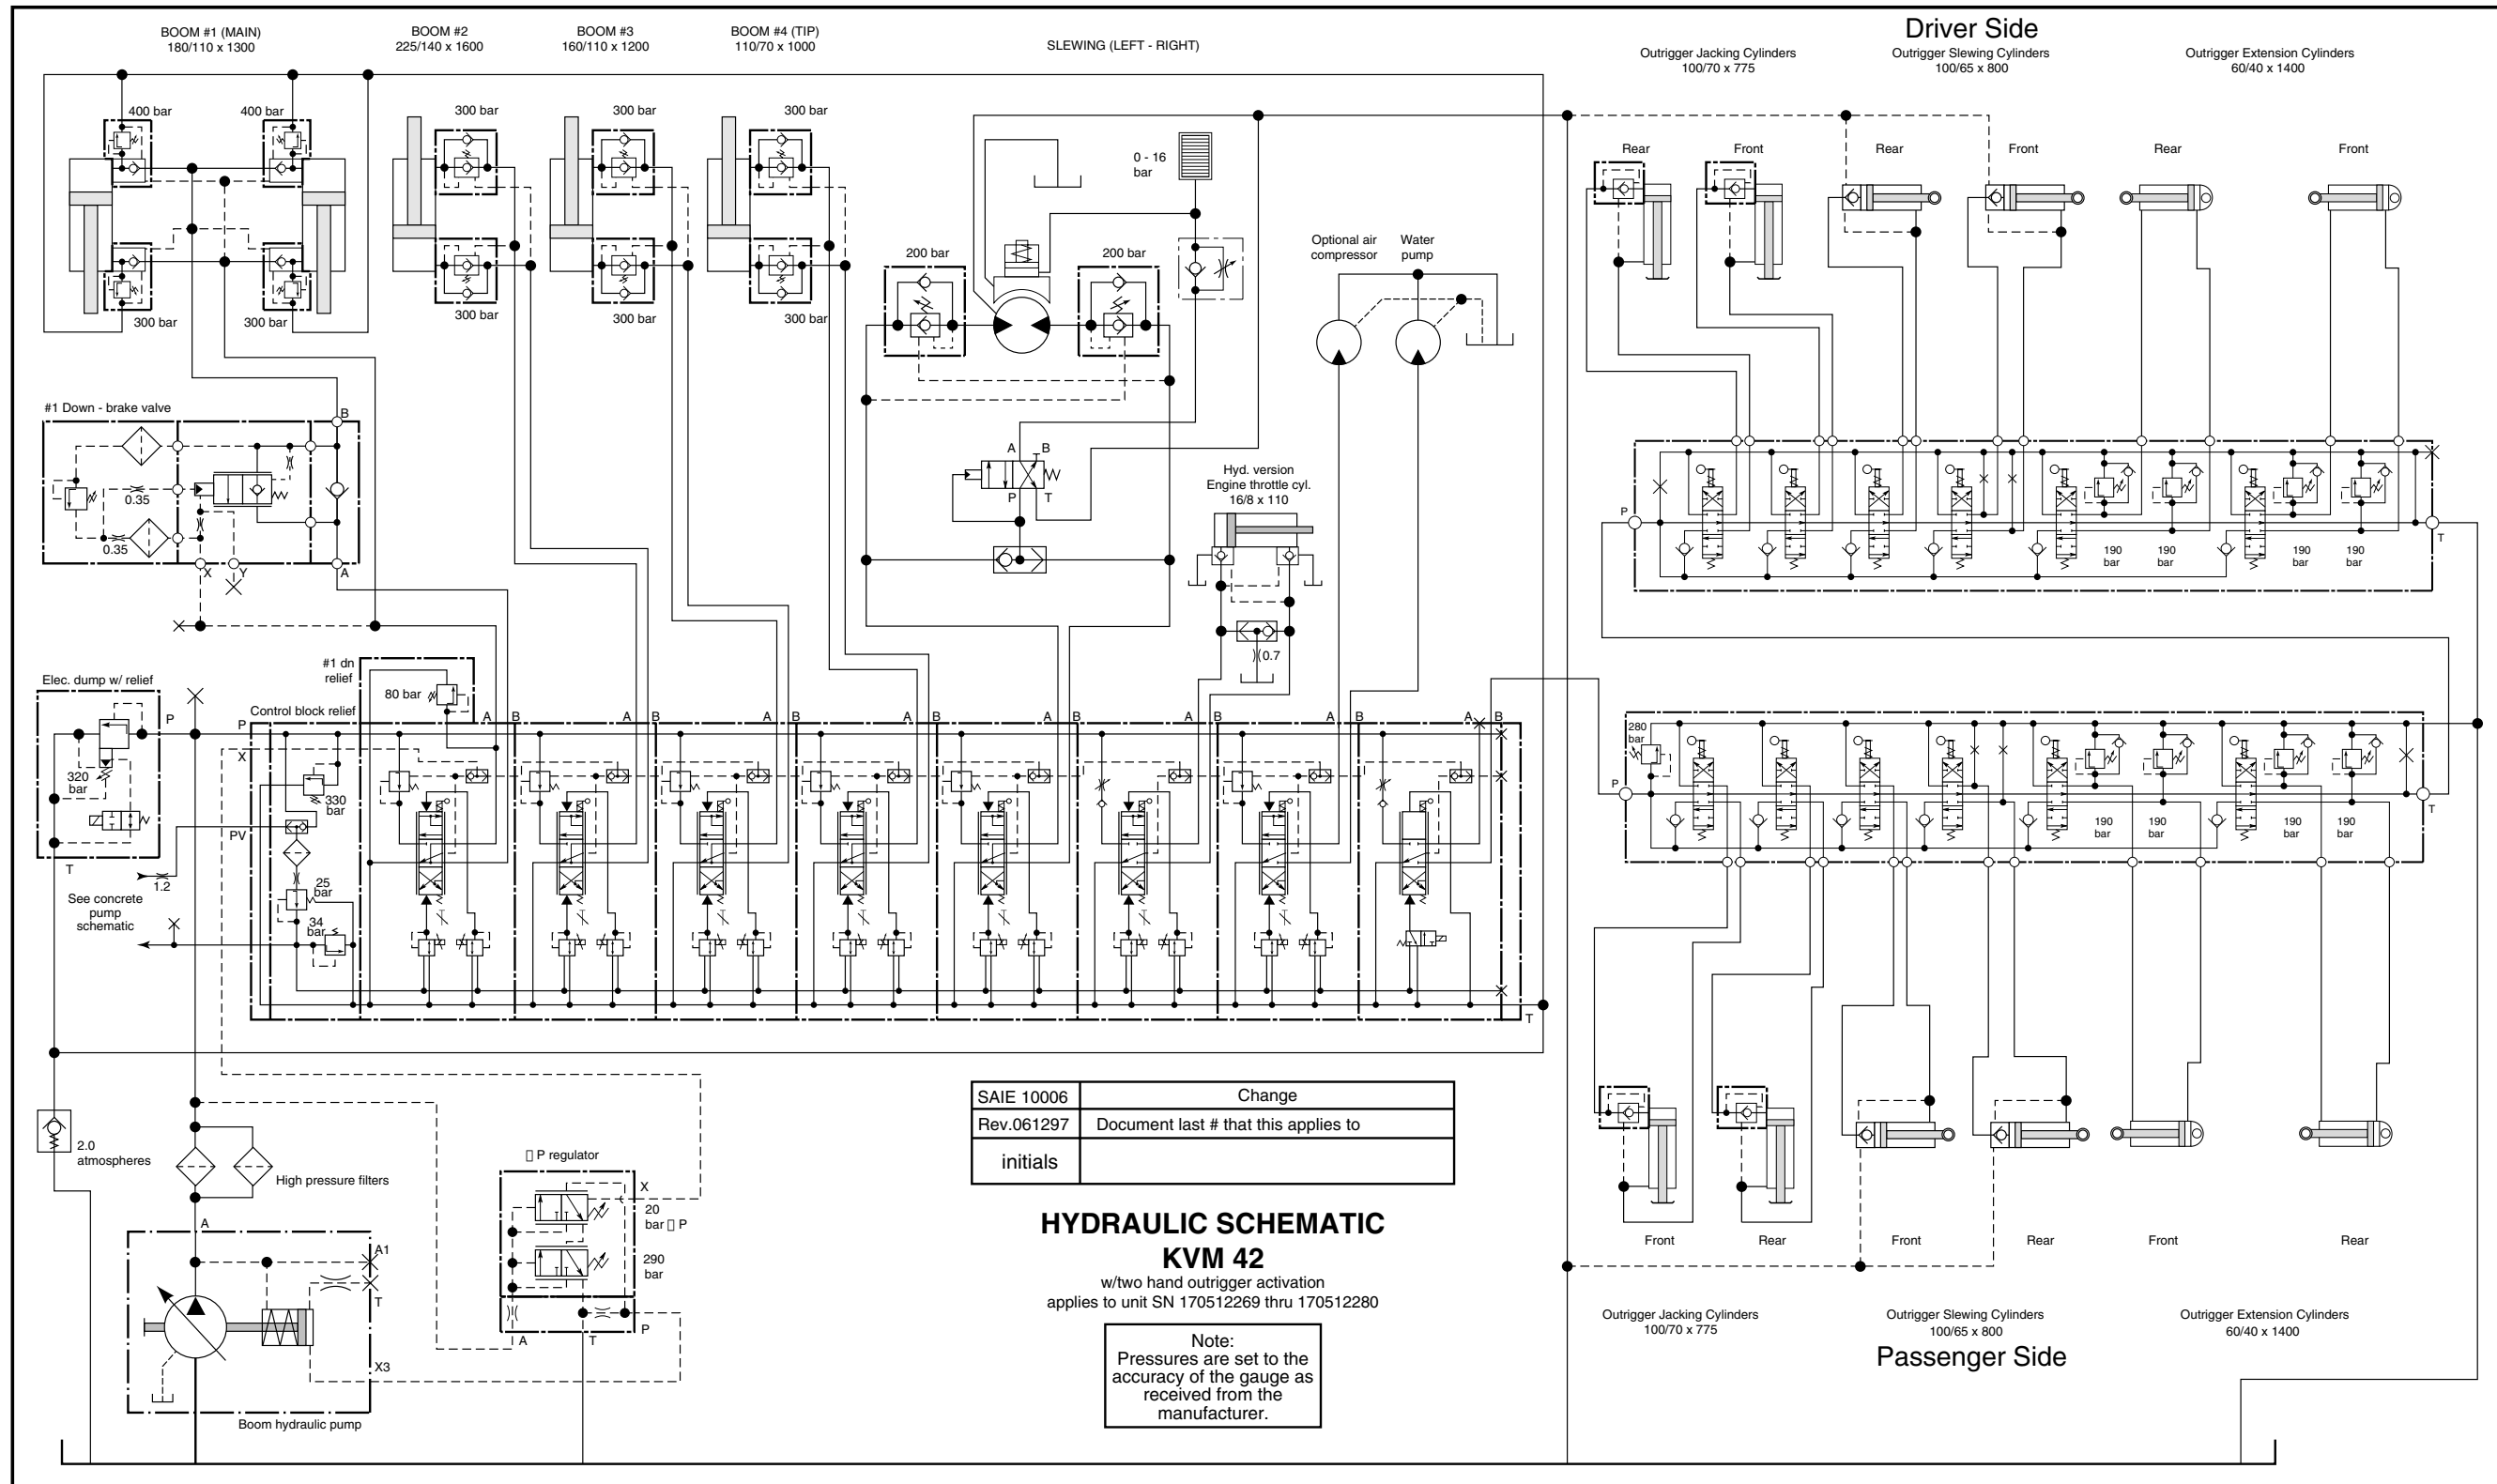 BOOM #1 (MAIN)
180/110 x 1300
BOOM #2
225/140 x 1600
BOOM #3
160/110 x 1200
BOOM #4 (TIP)
110/70 x 1000
SLEWING (LEFT - RIGHT)
Driver Side
Outrigger Jacking Cylinders
100/70 x 775
Outrigger Slewing Cylinders
100/65 x 800
Outrigger Extension Cylinders
60/40 x 1400
400 bar
400 bar
300 bar
300 bar
300 bar
0 - 16
bar
Rear
Front
Rear
Front
Rear
Front
300 bar
300 bar
300 bar
300 bar
300 bar
200 bar
200 bar
Optional air
compressor
Water
pump
#1 Down - brake valve
B
0.35
0.35
X
Y
A
A
B
P
T
Hyd. version
Engine throttle cyl.
16/8 x 110
0.7
P
T
190
bar
190
bar
190
bar
190
bar
#1 dn
relief
80 bar
Elec. dump w/ relief
P
320
bar
T
Control block relief
P
X
330
bar
PV
1.2
25
bar
34
bar
See concrete
pump
schematic
A
B
A
B
A
B
A
B
A
B
A
B
A
B
T
280
bar
P
T
190
bar
190
bar
190
bar
190
bar
2.0
atmospheres
High pressure filters
A
A1
T
X3
Boom hydraulic pump
▯ P regulator
X
20
bar ▯ P
290
bar
A
T
P
SAIE 10006
Change
Rev.061297
Document last # that this applies to
initials
HYDRAULIC SCHEMATIC
KVM 42
w/two hand outrigger activation
applies to unit SN 170512269 thru 170512280
Note:
Pressures are set to the
accuracy of the gauge as
received from the
manufacturer.
Front
Rear
Front
Rear
Front
Rear
Outrigger Jacking Cylinders
100/70 x 775
Outrigger Slewing Cylinders
100/65 x 800
Outrigger Extension Cylinders
60/40 x 1400
Passenger Side